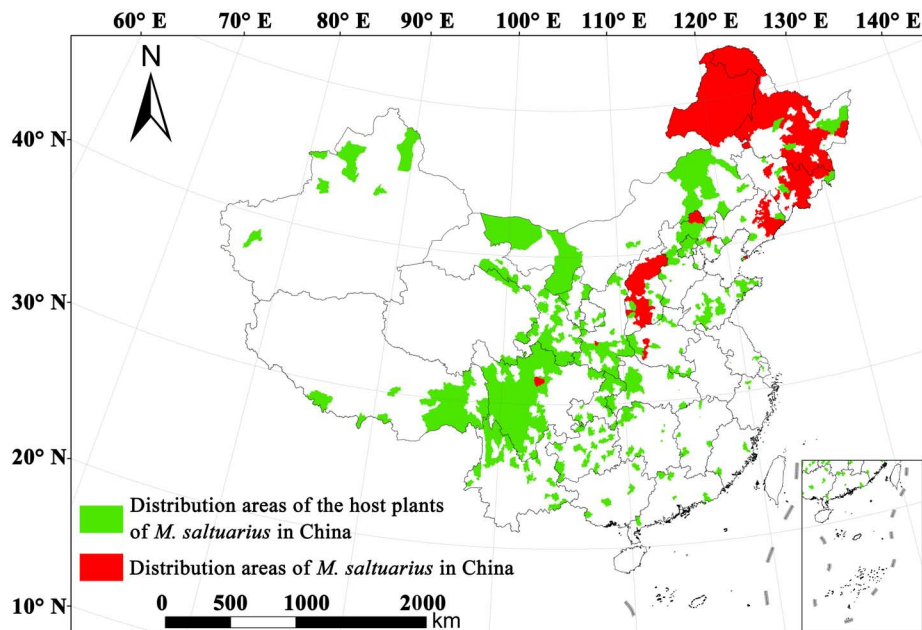 60° E 70° E 80° E 90° E 100° E 110° E 120° E 130° E 140° E
N
40° N
30° N
20° N
10° N
Distribution areas of the host plants
of M. saltuarius in China
Distribution areas of M. saltuarius in China
0 500 1000 2000
km